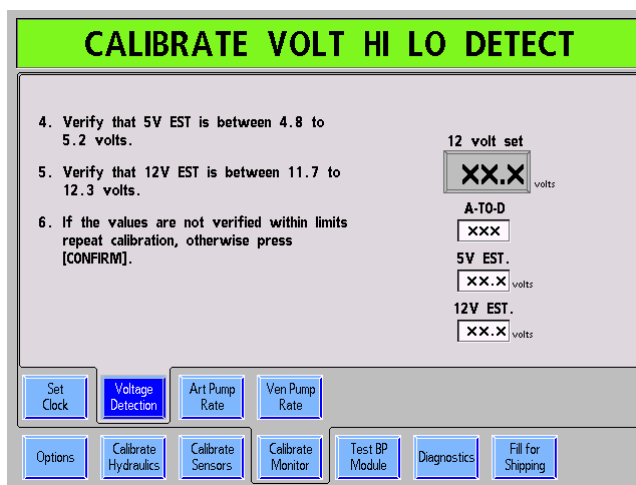 CALIBRATE VOLT HI LO DETECT
4. Verify that 5V EST is between 4.8 to
5.2 volts.
5. Verify that 12V EST is between 11.7 to
12.3 volts.
6. If the values are not verified within limits
repeat calibration, otherwise press
[CONFIRM].
12 volt set
XX.X volts
A-TO-D
XXX
5V EST.
XX.X volts
12V EST.
XX.X volts
Set
Clock
Voltage
Detection
Art Pump
Rate
Ven Pump
Rate
Options
Calibrate
Hydraulics
Calibrate
Sensors
Calibrate
Monitor
Test BP
Module
Diagnostics
Fill for
Shipping